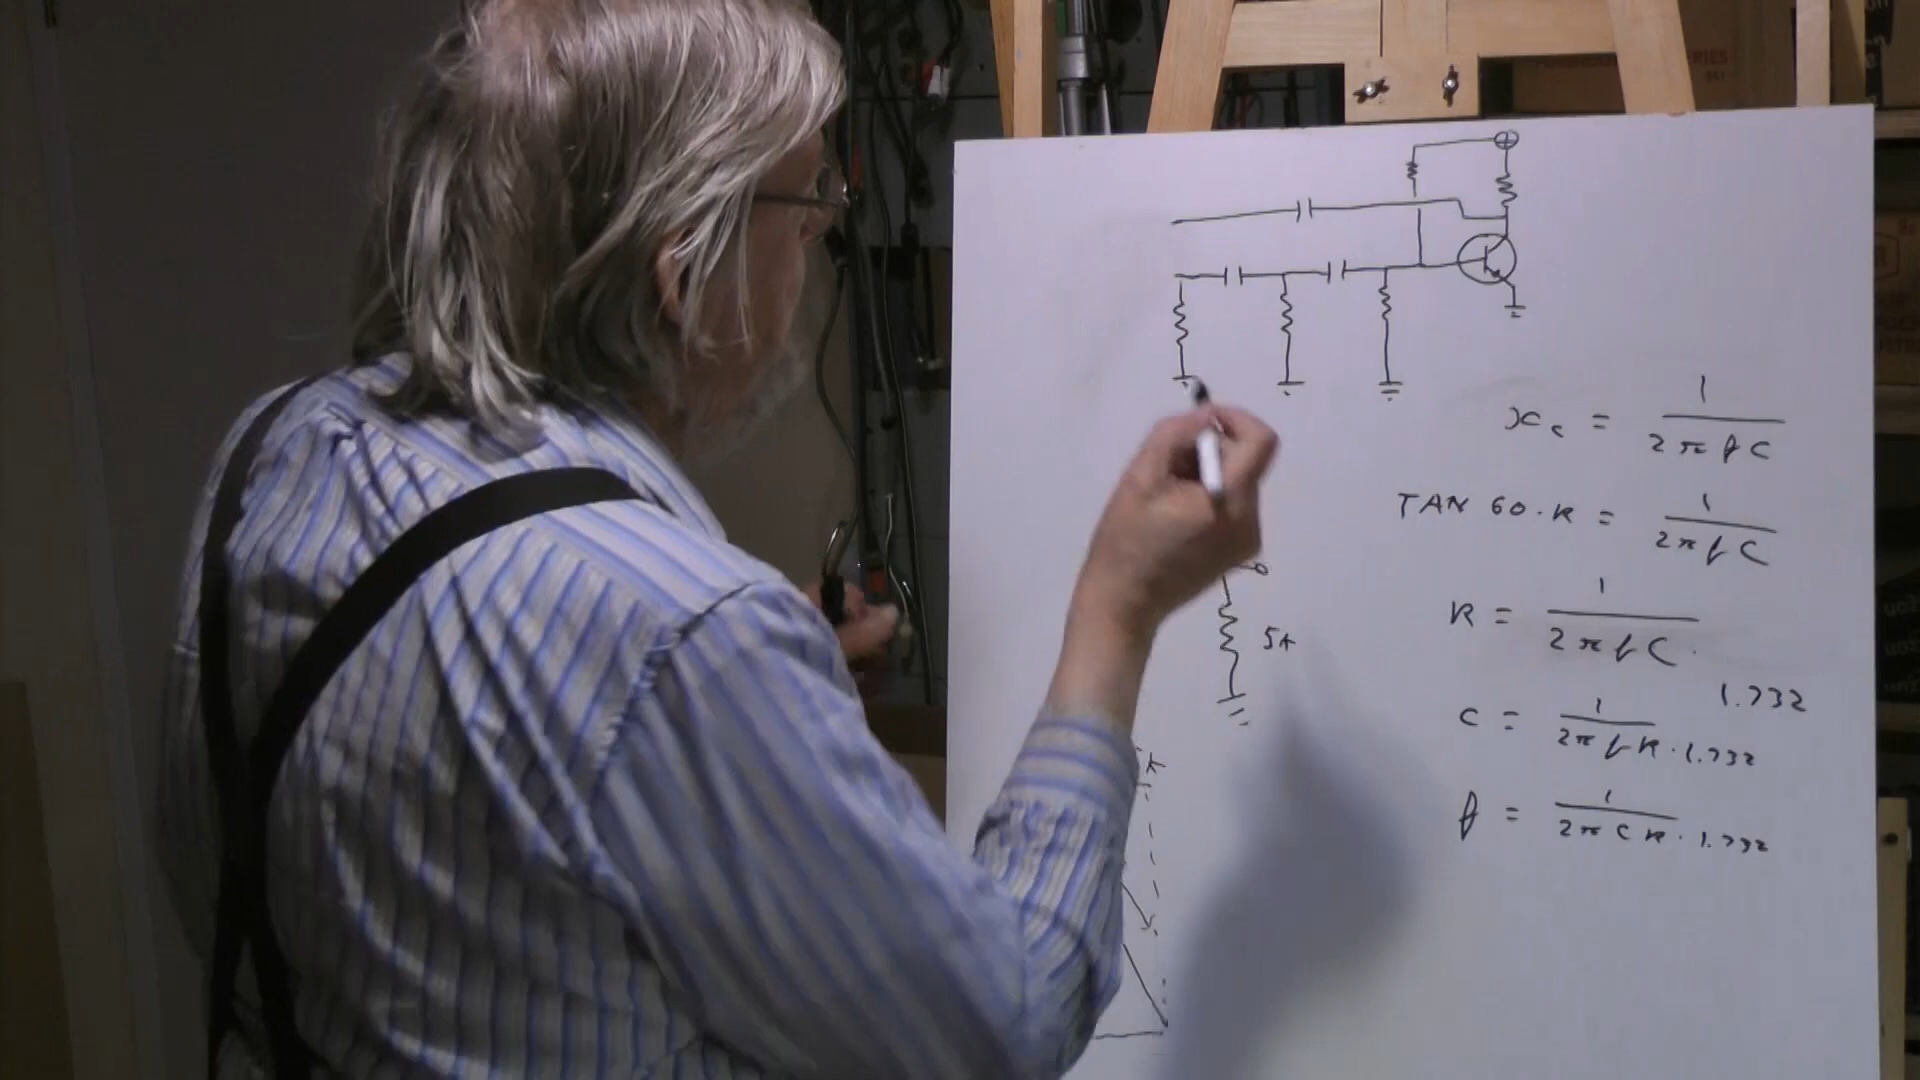 xc = 1 / 2πfC
TAN 60·R = 1 / 2πfC
R = 1 / 2πfC · 1.732
5K
C = 1 / 2πfR · 1.732
K
f = 1 / 2πCR · 1.732